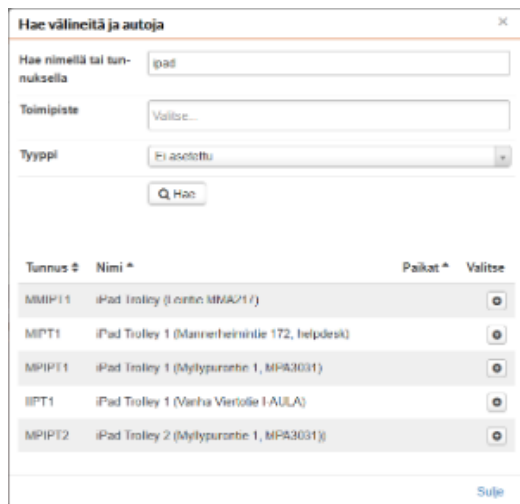 Hae välineitä ja autoja ×
Hae nimellä tai tun-
nuksella
ipad
Toimipiste
Valitse...
Tyyppi
Ei asetettu
Hae
Tunnus Nimi Paikat Valitse
MMIPT1 iPad Trolley (Leiritie MMA217)
MIPT1 iPad Trolley 1 (Mannerheimintie 172, helpdesk)
MPIPT1 iPad Trolley 1 (Myllypurontie 1, MPA3031)
IIPT1 iPad Trolley 1 (Vanha Viertotie I-AULA)
MPIPT2 iPad Trolley 2 (Myllypurontie 1, MPA3031))
Sulje